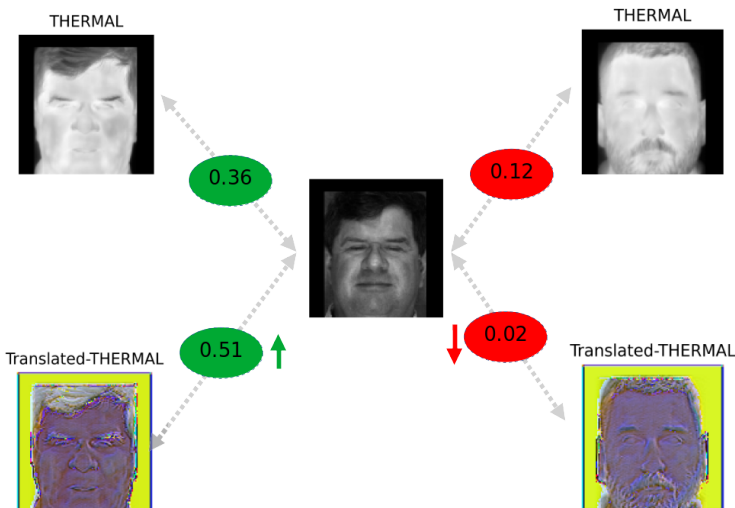 THERMAL
THERMAL
0.36
0.12
0.51
0.02
Translated-THERMAL
Translated-THERMAL